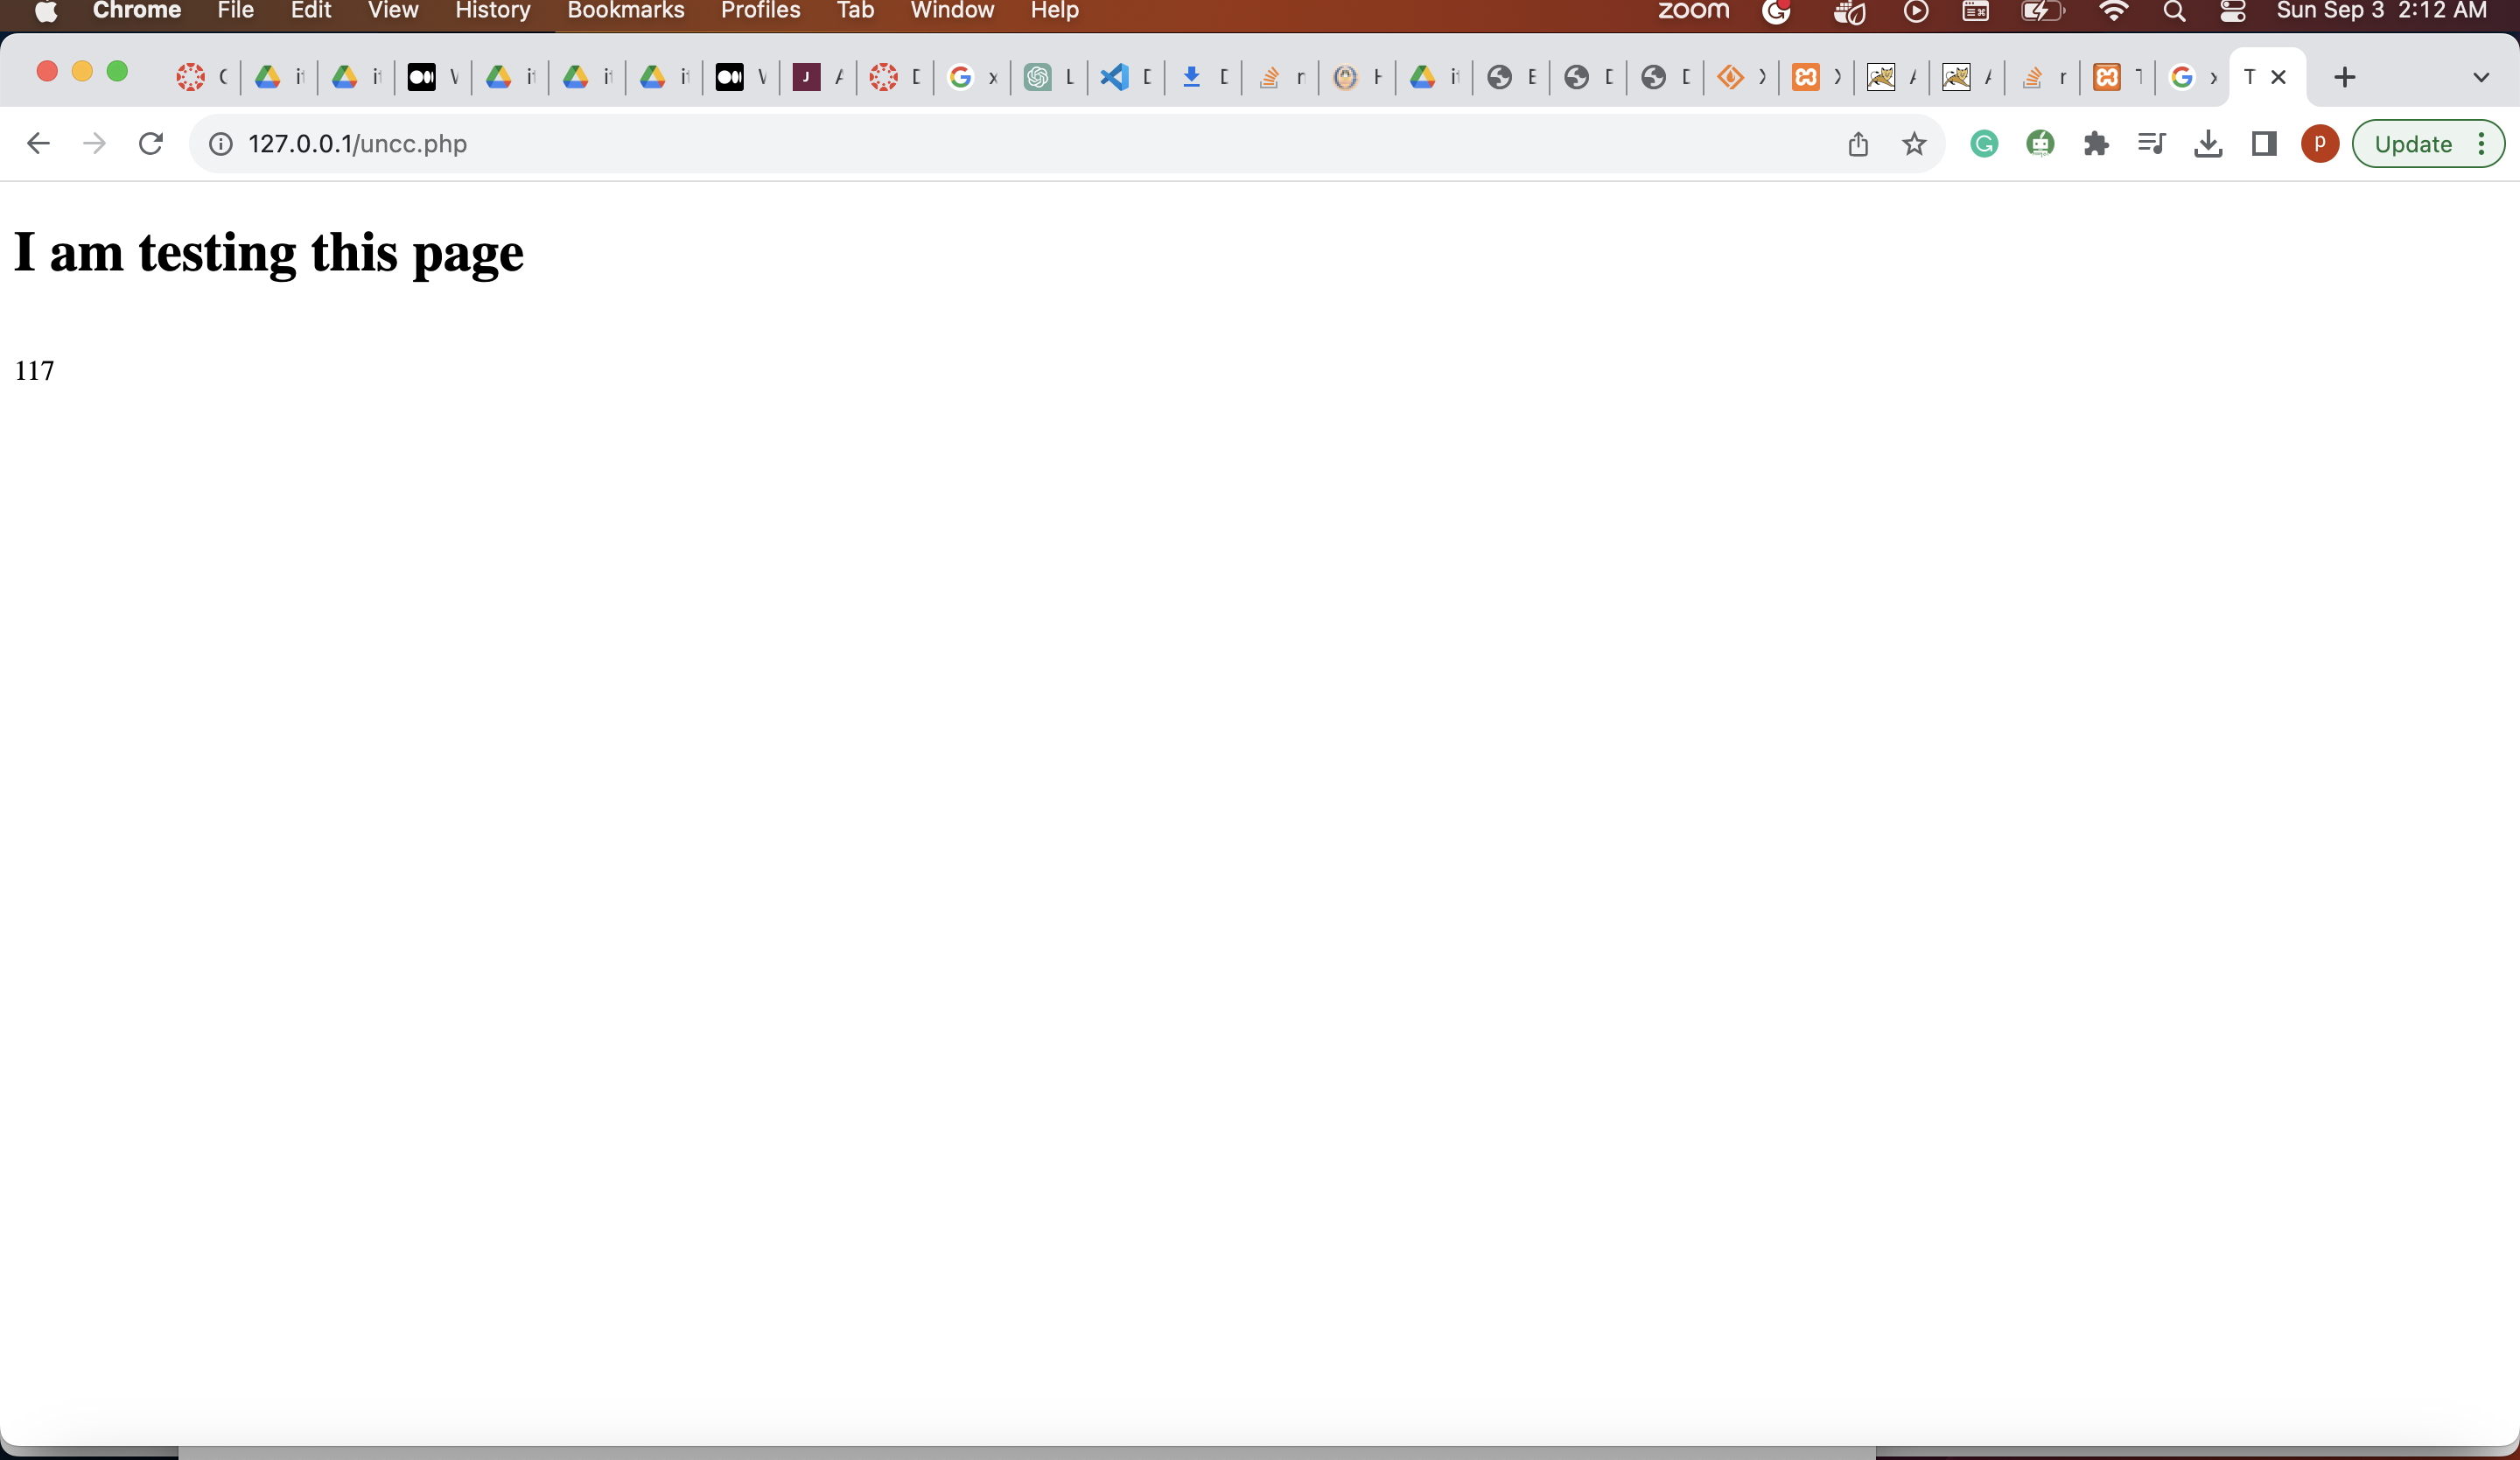 Chrome File Edit View History Bookmarks Profiles Tab Window Help zoom Sun Sep 3 2:12 AM
127.0.0.1/uncc.php
p
Update
I am testing this page
117